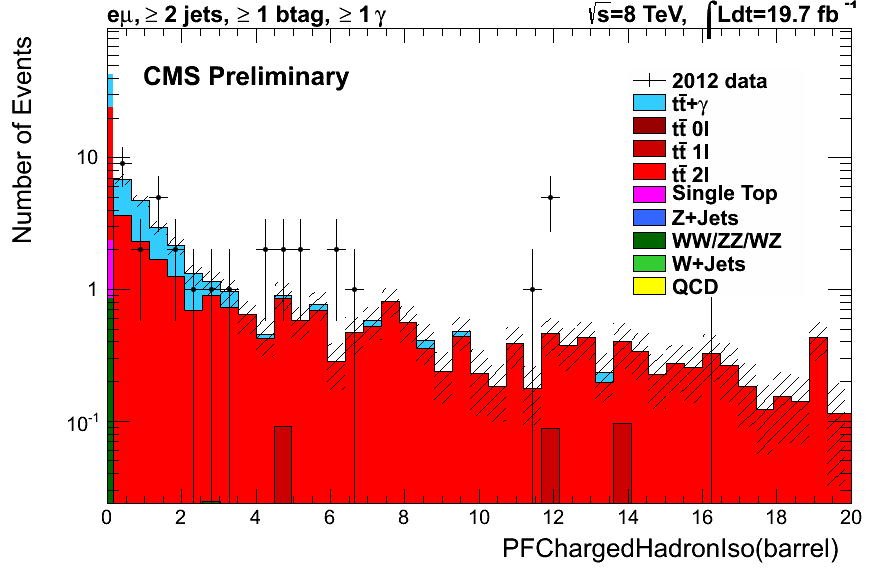 eμ, ≥ 2 jets, ≥ 1 btag, ≥ 1 γ
√s=8 TeV, ∫Ldt=19.7 fb⁻¹
CMS Preliminary
Number of Events
2012 data
tt̄+γ
tt̄ 0l
tt̄ 1l
tt̄ 2l
Single Top
Z+Jets
WW/ZZ/WZ
W+Jets
QCD
10
1
10⁻¹
0 2 4 6 8 10 12 14 16 18 20
PFChargedHadronIso(barrel)